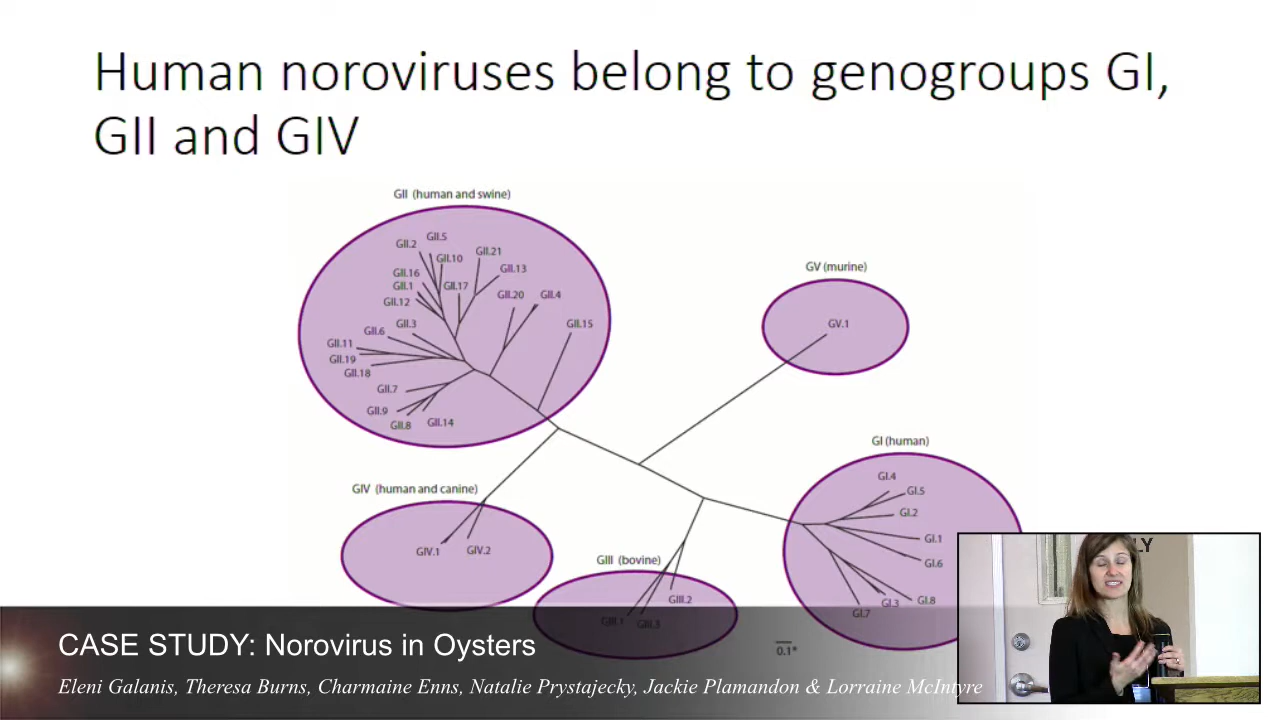 Human noroviruses belong to genogroups GI,
GII and GIV
GII (human and swine)
GII.5
GII.2
GII.21
GII.10
GII.13
GII.16
GII.1
GII.17
GII.20
GII.4
GII.12
GII.3
GII.15
GII.6
GII.11
GII.19
GII.18
GII.7
GII.9
GII.14
GII.8
GV (murine)
GV.1
GI (human)
GI.4
GI.5
GI.2
GI.1
GI.6
GI.8
GI.3
GI.7
GIV (human and canine)
GIV.1
GIV.2
GIII (bovine)
GIII.2
GIII.1
GIII.3
0.1*
LY
CASE STUDY: Norovirus in Oysters
Eleni Galanis, Theresa Burns, Charmaine Enns, Natalie Prystajecky, Jackie Plamandon & Lorraine McIntyre